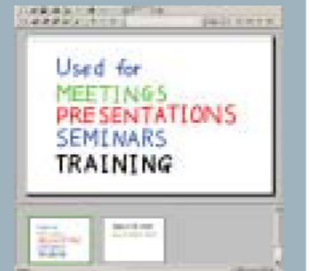 Used for
MEETINGS
PRESENTATIONS
SEMINARS
TRAINING